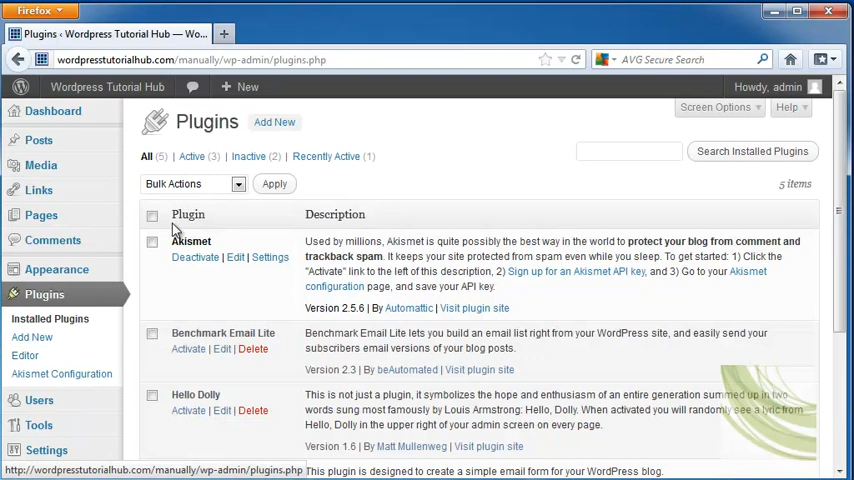 Firefox
Plugins ‹ Wordpress Tutorial Hub — Wo...
wordpresstutorialhub.com/manually/wp-admin/plugins.php
AVG Secure Search
Wordpress Tutorial Hub
+ New
Howdy, admin
Screen Options
Help
Dashboard
Posts
Media
Links
Pages
Comments
Appearance
Plugins
Installed Plugins
Add New
Editor
Akismet Configuration
Users
Tools
Settings
Plugins Add New
All (5) | Active (3) | Inactive (2) | Recently Active (1)
Search Installed Plugins
Bulk Actions
Apply
5 items
Plugin Description
Akismet
Deactivate | Edit | Settings
Used by millions, Akismet is quite possibly the best way in the world to protect your blog from comment and
trackback spam. It keeps your site protected from spam even while you sleep. To get started: 1) Click the
"Activate" link to the left of this description, 2) Sign up for an Akismet API key, and 3) Go to your Akismet
configuration page, and save your API key.
Version 2.5.6 | By Automattic | Visit plugin site
Benchmark Email Lite
Activate | Edit | Delete
Benchmark Email Lite lets you build an email list right from your WordPress site, and easily send your
subscribers email versions of your blog posts.
Version 2.3 | By beAutomated | Visit plugin site
Hello Dolly
Activate | Edit | Delete
This is not just a plugin, it symbolizes the hope and enthusiasm of an entire generation summed up in two
words sung most famously by Louis Armstrong: Hello, Dolly. When activated you will randomly see a lyric from
Hello, Dolly in the upper right of your admin screen on every page.
Version 1.6 | By Matt Mullenweg | Visit plugin site
This plugin is designed to create a simple email form for your WordPress blog.
http://wordpresstutorialhub.com/manually/wp-admin/plugins.php